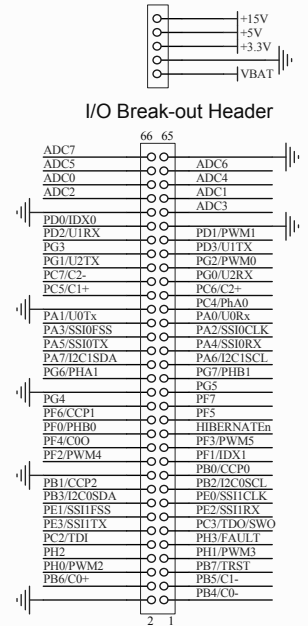 +15V
+5V
+3.3V
VBAT
I/O Break-out Header
66 65
ADC7
ADC5 ADC6
ADC0 ADC4
ADC2 ADC1
ADC3
PD0/IDX0
PD2/U1RX PD1/PWM1
PG3 PD3/U1TX
PG1/U2TX PG2/PWM0
PC7/C2- PG0/U2RX
PC5/C1+ PC6/C2+
PC4/PhA0
PA1/U0Tx PA0/U0Rx
PA3/SSI0FSS PA2/SSI0CLK
PA5/SSI0TX PA4/SSI0RX
PA7/I2C1SDA PA6/I2C1SCL
PG6/PHA1 PG7/PHB1
PG5
PG4 PF7
PF6/CCP1 PF5
PF0/PHB0 HIBERNATEn
PF4/C0O PF3/PWM5
PF2/PWM4 PF1/IDX1
PB0/CCP0
PB1/CCP2 PB2/I2C0SCL
PB3/I2C0SDA PE0/SSI1CLK
PE1/SSI1FSS PE2/SSI1RX
PE3/SSI1TX PC3/TDO/SWO
PC2/TDI PH3/FAULT
PH2 PH1/PWM3
PH0/PWM2 PB7/TRST
PB6/C0+ PB5/C1-
PB4/C0-
2 1